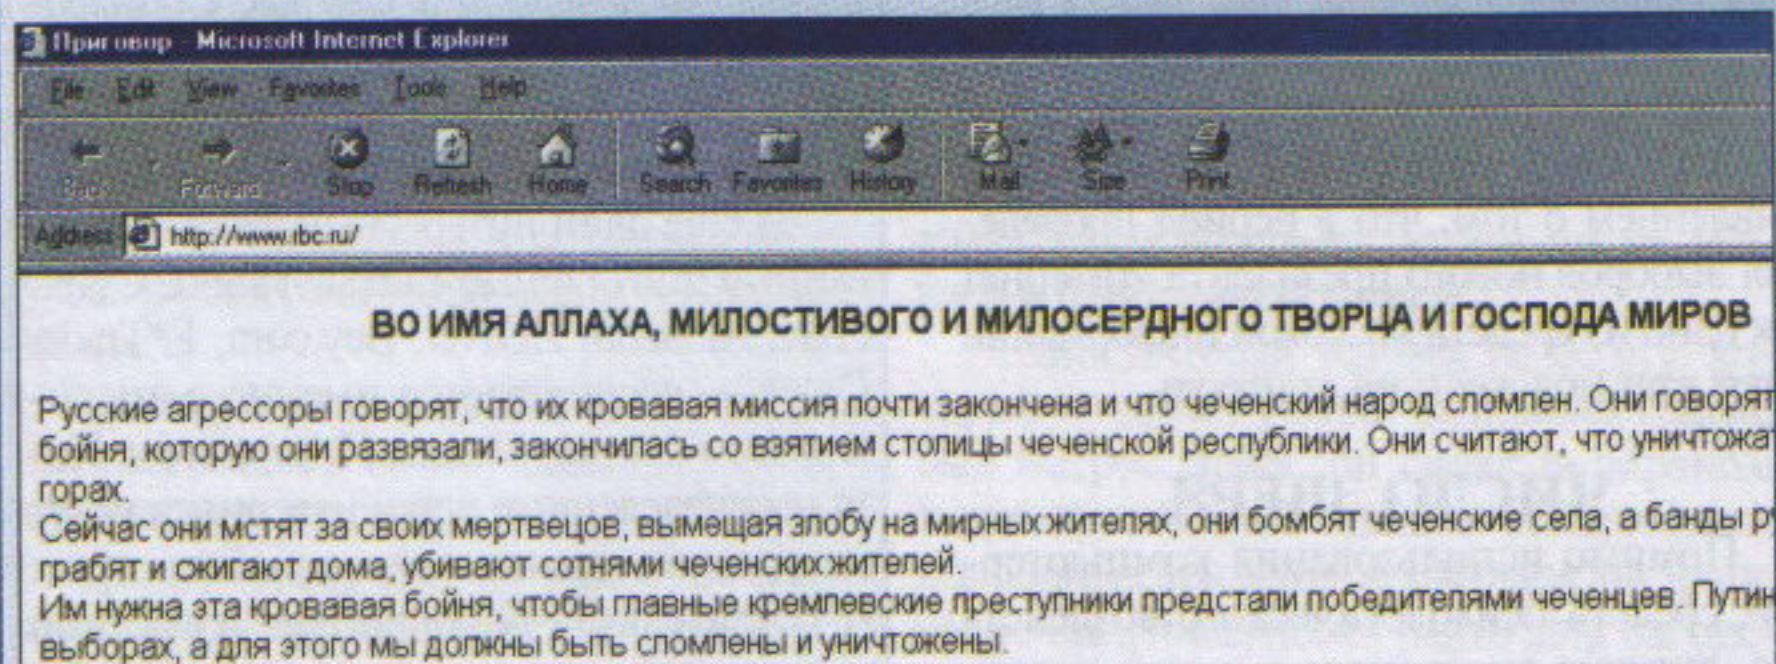 Приговор - Microsoft Internet Explorer
File Edit View Favorites Tools Help
Back Forward Stop Refresh Home Search Favorites History Mail Size Print
Address http://www.rbc.ru/
ВО ИМЯ АЛЛАХА, МИЛОСТИВОГО И МИЛОСЕРДНОГО ТВОРЦА И ГОСПОДА МИРОВ
Русские агрессоры говорят, что их кровавая миссия почти закончена и что чеченский народ сломлен. Они говорят
бойня, которую они развязали, закончилась со взятием столицы чеченской республики. Они считают, что уничтожат
горах.
Сейчас они мстят за своих мертвецов, вымещая злобу на мирных жителях, они бомбят чеченские села, а банды
грабят и сжигают дома, убивают сотнями чеченских жителей.
Им нужна эта кровавая бойня, чтобы главные кремлевские преступники предстали победителями чеченцев. Путин
выборах, а для этого мы должны быть сломлены и уничтожены.